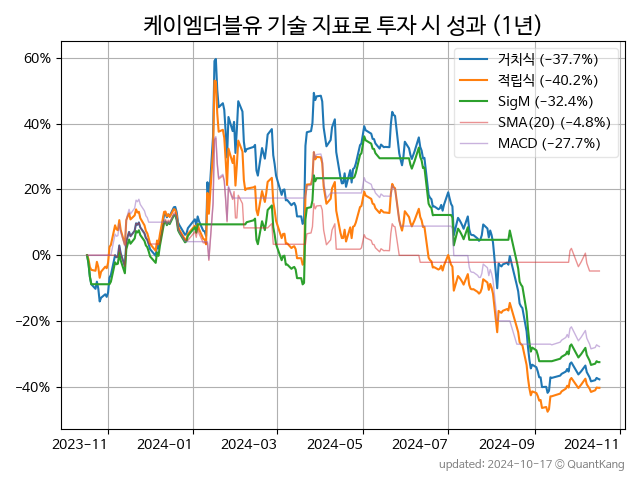 케이엠더블유 기술 지표로 투자 시 성과 (1년)
거치식 (-37.7%)
적립식 (-40.2%)
SigM (-32.4%)
SMA(20) (-4.8%)
MACD (-27.7%)
60%
40%
20%
0%
-20%
-40%
2023-11 2024-01 2024-03 2024-05 2024-07 2024-09 2024-11
updated: 2024-10-17 © QuantKang